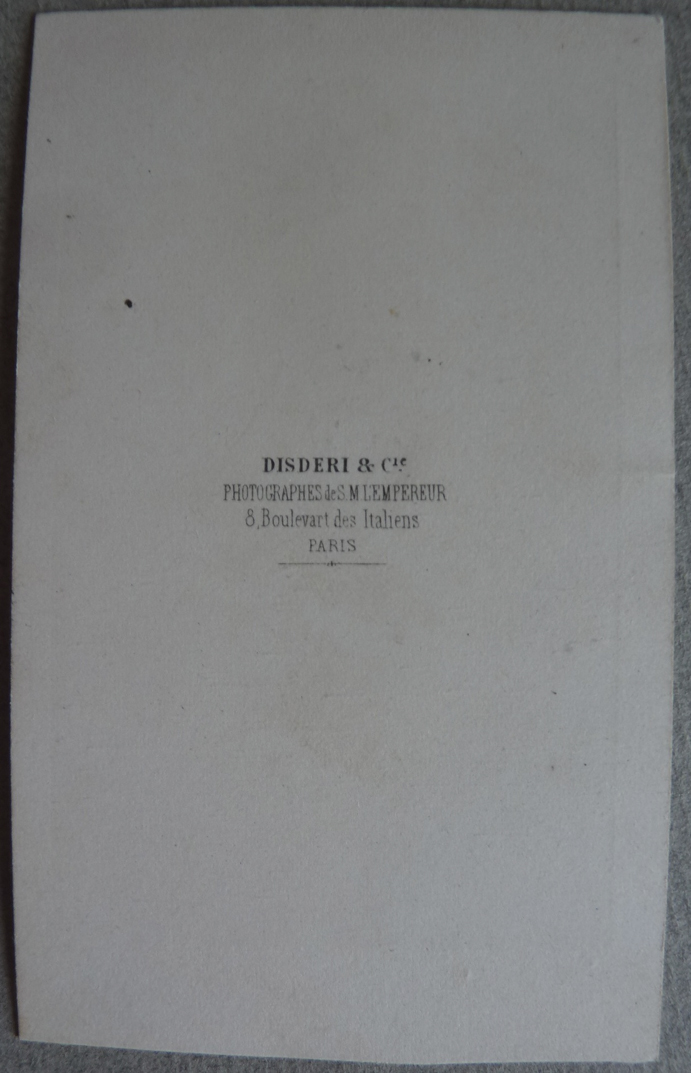 DISDERI & Cie
PHOTOGRAPHES de S. M L'EMPEREUR
8, Boulevart des Italiens
PARIS